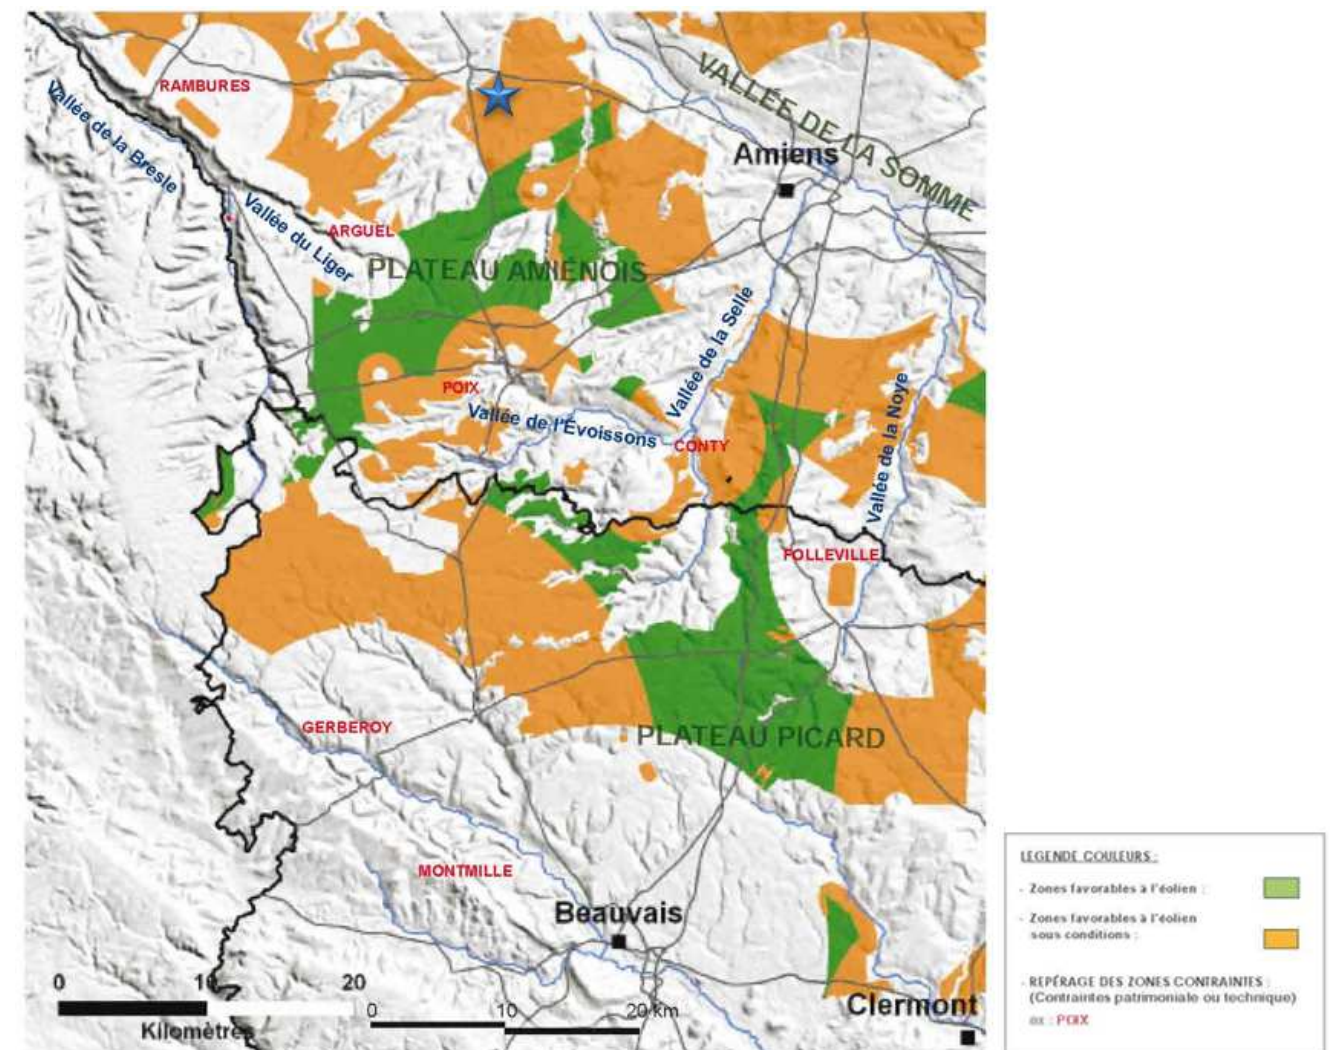 RAMBURES
Vallée de la Bresle
VALLÉE DE LA SOMME
Amiens
Vallée du Liger
ARGUEL
PLATEAU AMIÉNOIS
Vallée de la Selle
POIX
Vallée de l'Évoissons
CONTY
Vallée de la Noye
FOLLEVILLE
GERBEROY
PLATEAU PICARD
MONTMILLE
Beauvais
Clermont
0 10 20
Kilomètres
0 10 20 km
LEGENDE COULEURS :
- Zones favorables à l'éolien :
- Zones favorables à l'éolien
sous conditions :
- REPÉRAGE DES ZONES CONTRAINTES :
(Contraintes patrimoniale ou technique)
ex : POIX